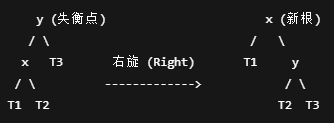 y (失衡点)                         x (新根)
/ \                               /   \
x  T3      右旋 (Right)      T1     y
/ \        ------------->            / \
T1  T2                              T2  T3